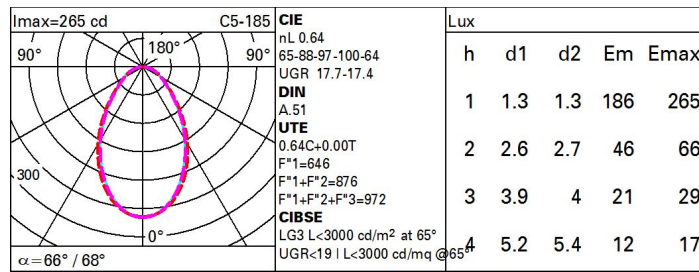 Imax=265 cd C5-185
90° 180° 90°
300
0°
α=66° / 68°
CIE
nL 0.64
65-88-97-100-64
UGR 17.7-17.4
DIN
A.51
UTE
0.64C+0.00T
F"1=646
F"1+F"2=876
F"1+F"2+F"3=972
CIBSE
LG3 L<3000 cd/m² at 65°
UGR<19 | L<3000 cd/mq @65°
Lux
h d1 d2 Em Emax
1 1.3 1.3 186 265
2 2.6 2.7 46 66
3 3.9 4 21 29
4 5.2 5.4 12 17